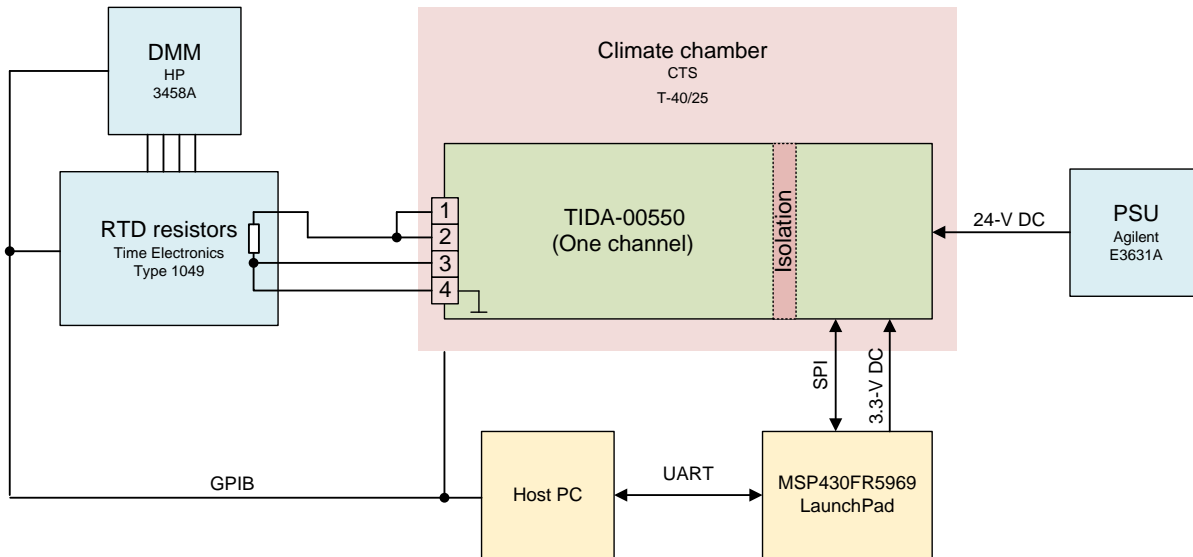 DMM
HP
3458A
Climate chamber
CTS
T-40/25
RTD resistors
Time Electronics
Type 1049
1
2
3
4
TIDA-00550
(One channel)
Isolation
24-V DC
PSU
Agilent
E3631A
SPI
3.3-V DC
GPIB
Host PC
UART
MSP430FR5969
LaunchPad